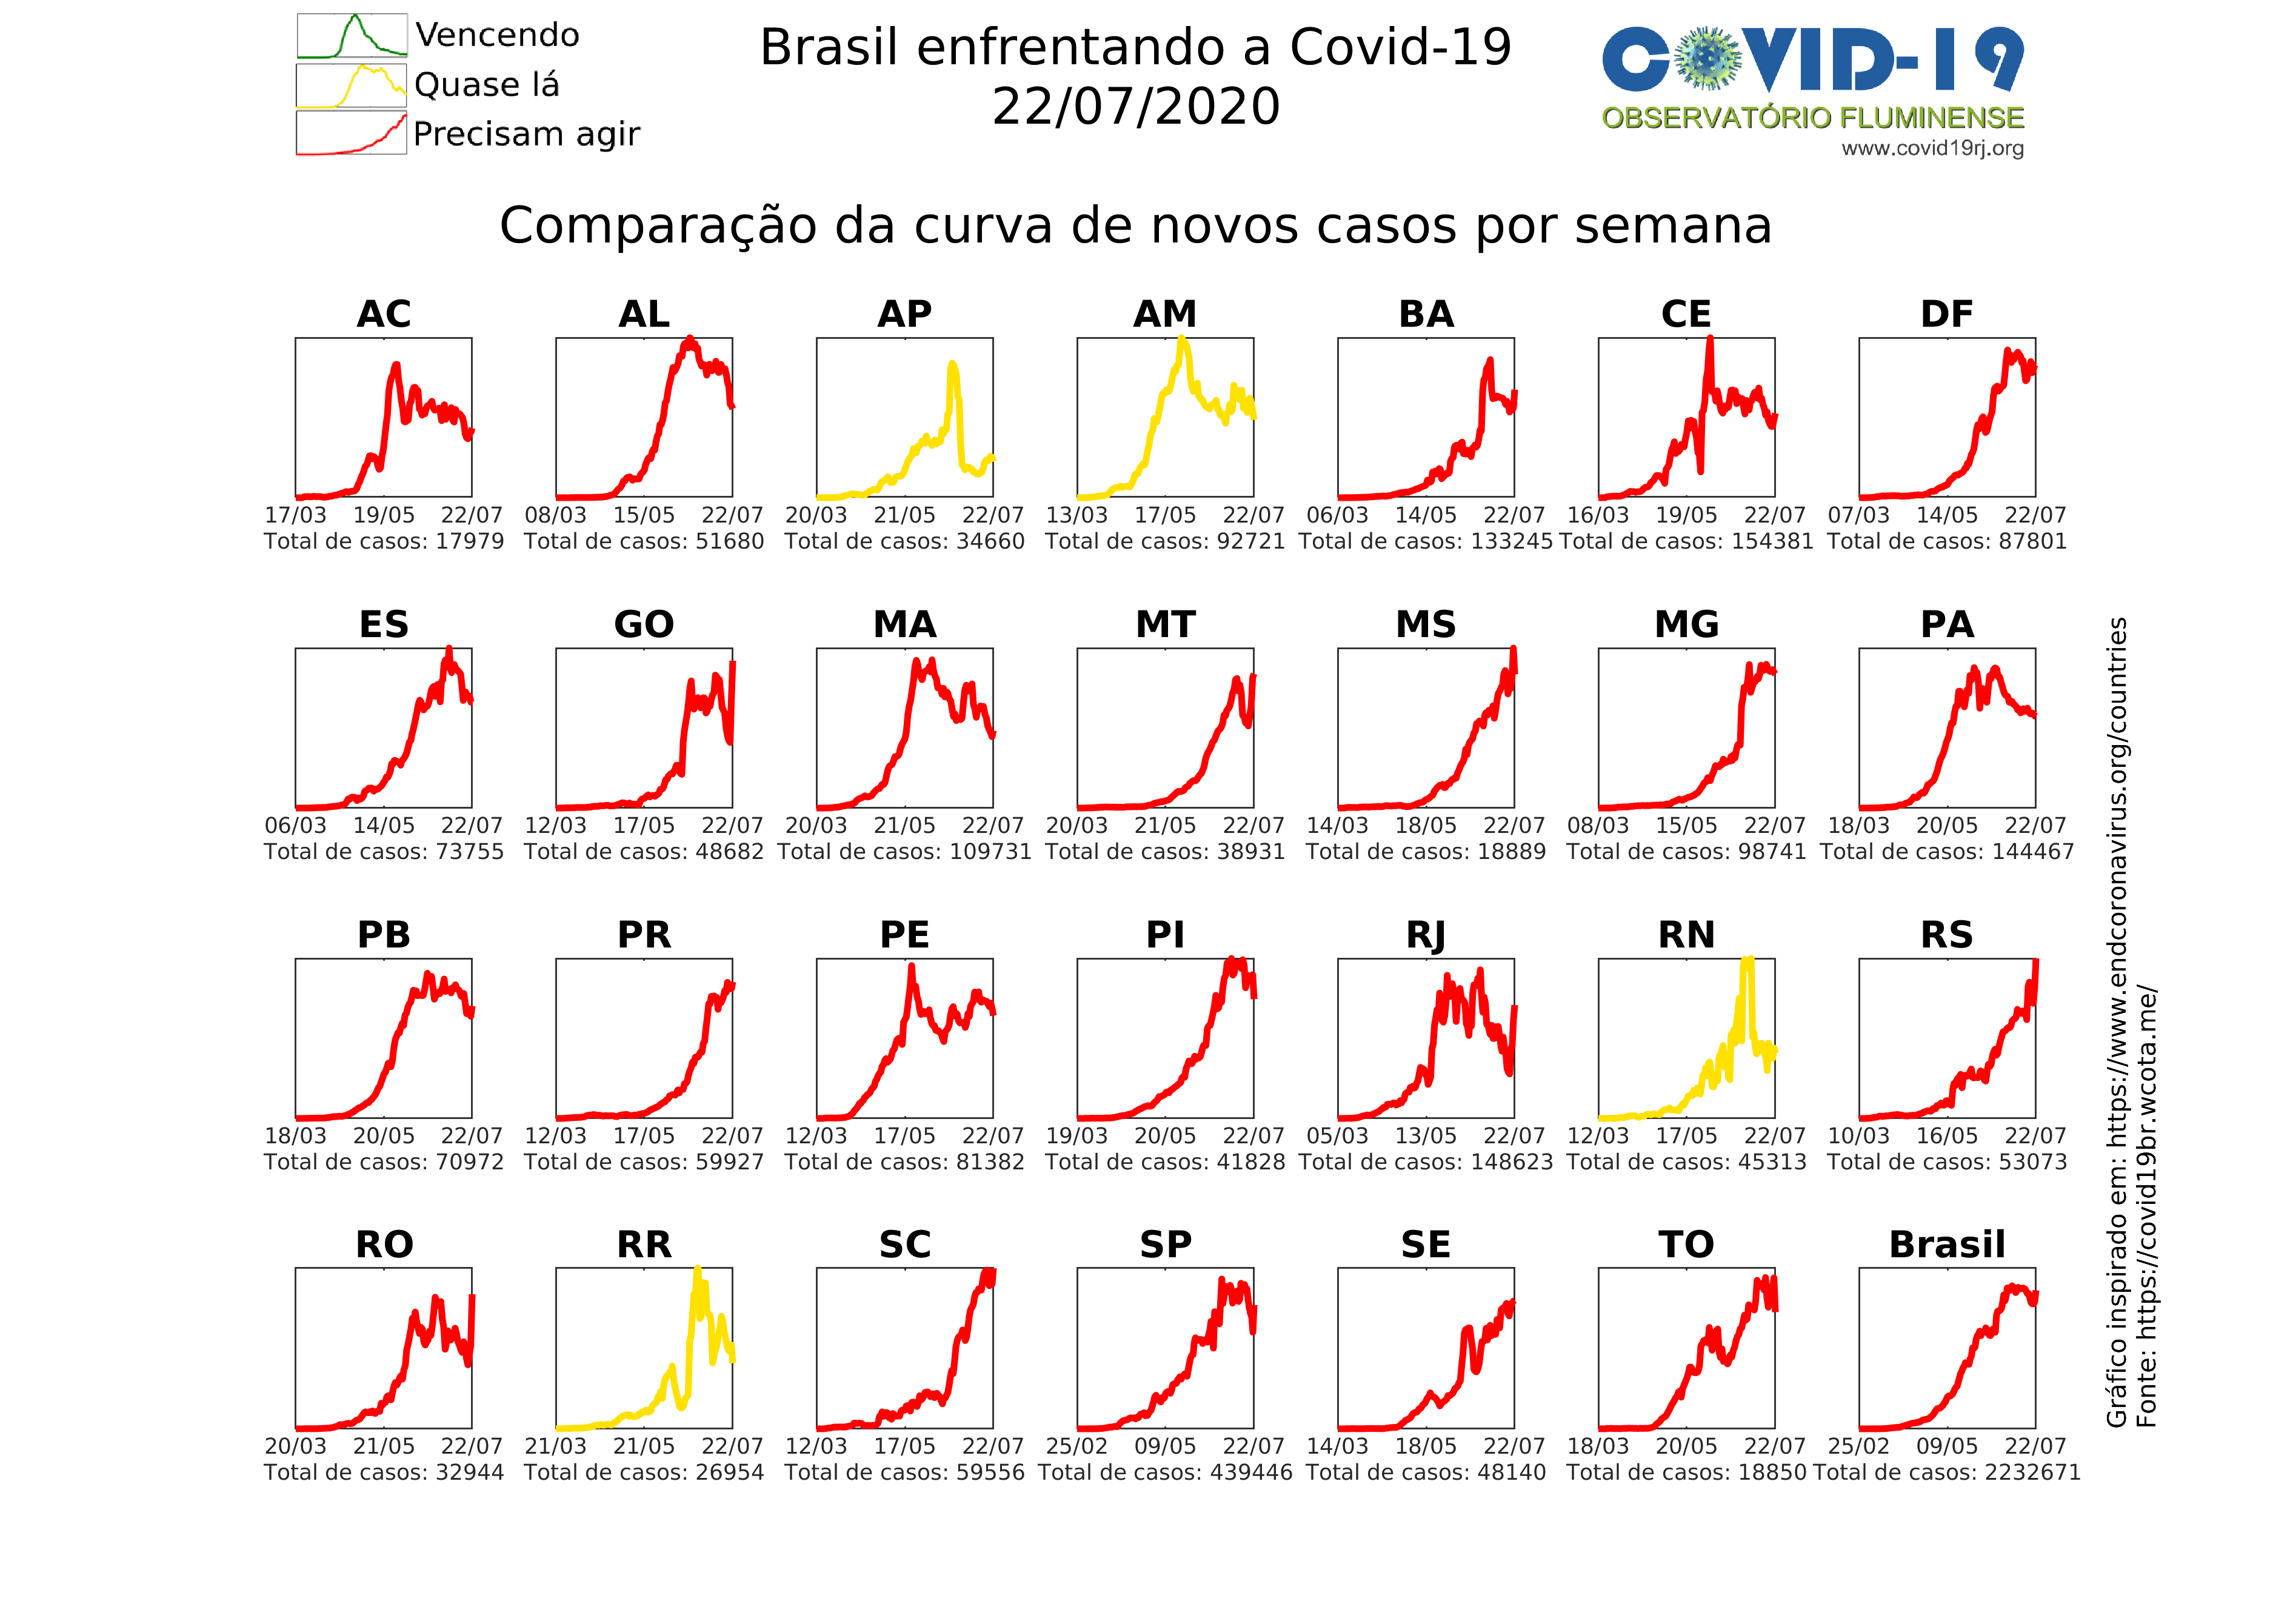 Vencendo
Quase lá
Precisam agir
Brasil enfrentando a Covid-19
22/07/2020
COVID-19
OBSERVATÓRIO FLUMINENSE
www.covid19rj.org
Comparação da curva de novos casos por semana
AC AL AP AM BA CE DF
17/03 19/05 22/07 08/03 15/05 22/07 20/03 21/05 22/07 13/03 17/05 22/07 06/03 14/05 22/07 16/03 19/05 22/07 07/03 14/05 22/07
Total de casos: 17979 Total de casos: 51680 Total de casos: 34660 Total de casos: 92721 Total de casos: 133245 Total de casos: 154381 Total de casos: 87801
ES GO MA MT MS MG PA
06/03 14/05 22/07 12/03 17/05 22/07 20/03 21/05 22/07 20/03 21/05 22/07 14/03 18/05 22/07 08/03 15/05 22/07 18/03 20/05 22/07
Total de casos: 73755 Total de casos: 48682 Total de casos: 109731 Total de casos: 38931 Total de casos: 18889 Total de casos: 98741 Total de casos: 144467
PB PR PE PI RJ RN RS
18/03 20/05 22/07 12/03 17/05 22/07 12/03 17/05 22/07 19/03 20/05 22/07 05/03 13/05 22/07 12/03 17/05 22/07 10/03 16/05 22/07
Total de casos: 70972 Total de casos: 59927 Total de casos: 81382 Total de casos: 41828 Total de casos: 148623 Total de casos: 45313 Total de casos: 53073
RO RR SC SP SE TO Brasil
20/03 21/05 22/07 21/03 21/05 22/07 12/03 17/05 22/07 25/02 09/05 22/07 14/03 18/05 22/07 18/03 20/05 22/07 25/02 09/05 22/07
Total de casos: 32944 Total de casos: 26954 Total de casos: 59556 Total de casos: 439446 Total de casos: 48140 Total de casos: 18850 Total de casos: 2232671
Gráfico inspirado em: https://www.endcoronavirus.org/countries
Fonte: https://covid19br.wcota.me/